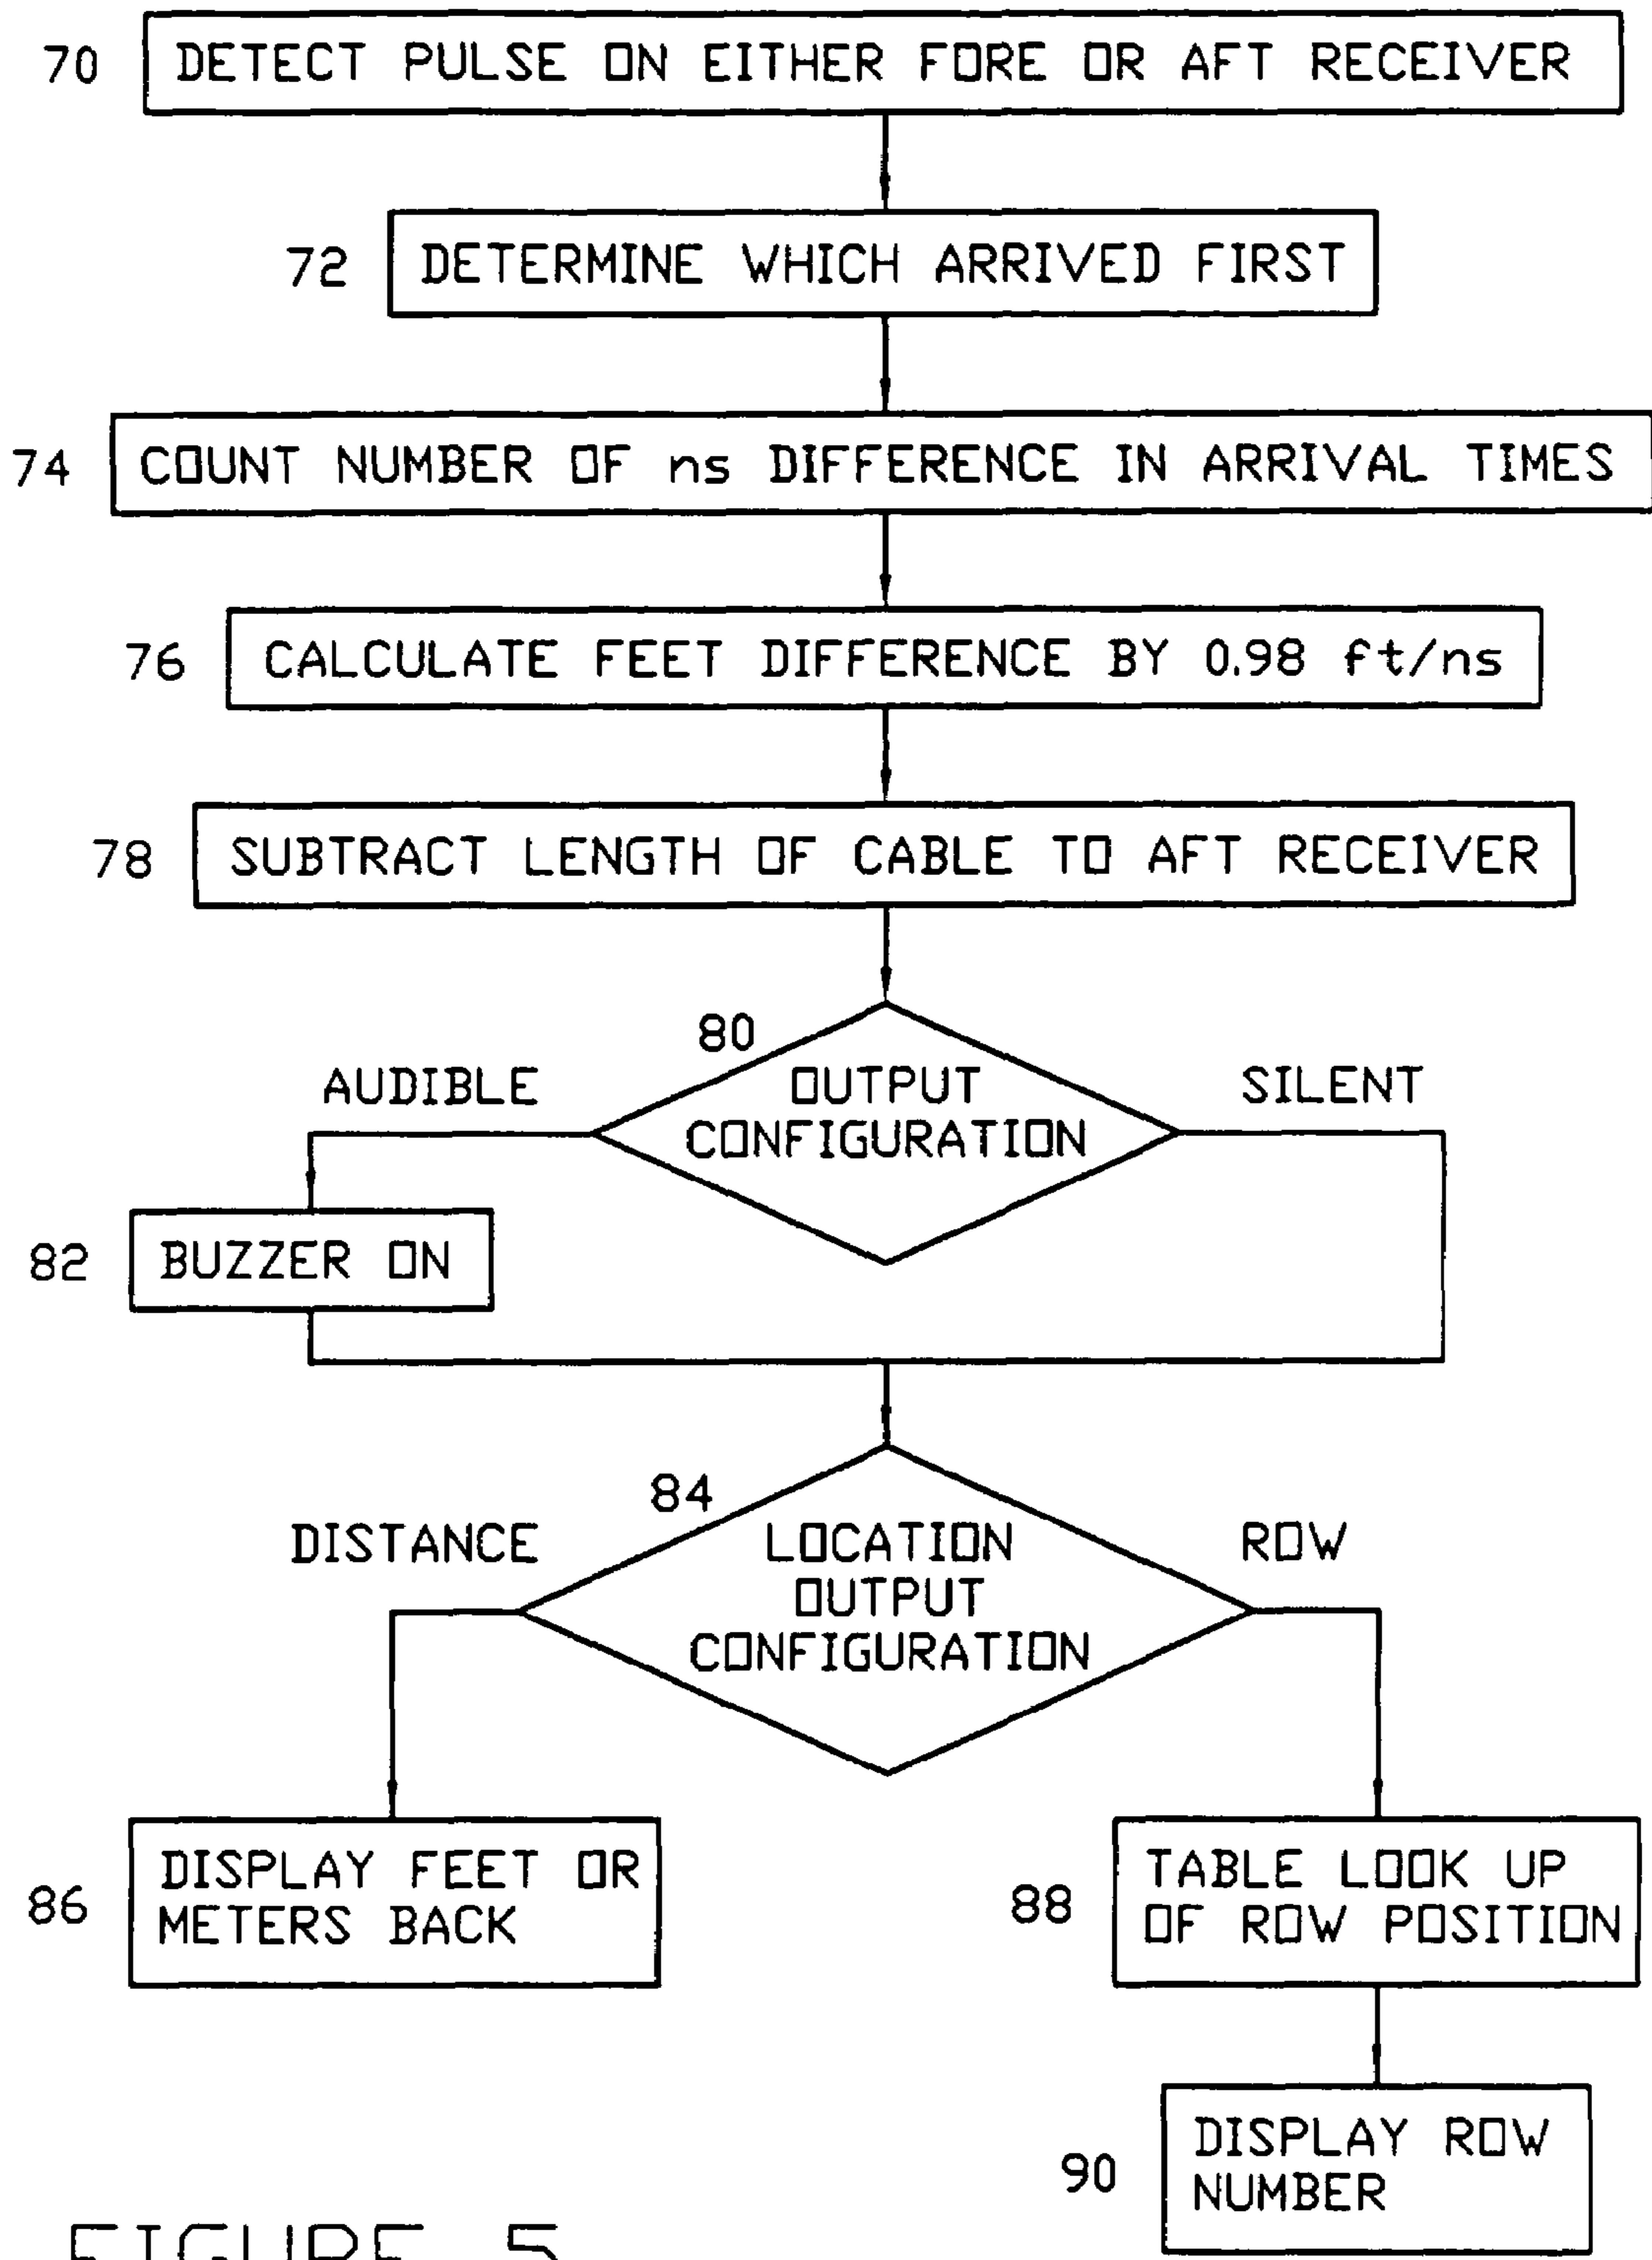 70 DETECT PULSE ON EITHER FORE OR AFT RECEIVER
72 DETERMINE WHICH ARRIVED FIRST
74 COUNT NUMBER OF ns DIFFERENCE IN ARRIVAL TIMES
76 CALCULATE FEET DIFFERENCE BY 0.98 ft/ns
78 SUBTRACT LENGTH OF CABLE TO AFT RECEIVER
80
AUDIBLE
OUTPUT
CONFIGURATION
SILENT
82 BUZZER ON
84
DISTANCE
LOCATION
OUTPUT
CONFIGURATION
ROW
86
DISPLAY FEET OR
METERS BACK
88
TABLE LOOK UP
OF ROW POSITION
90
DISPLAY ROW
NUMBER
FIGURE 5